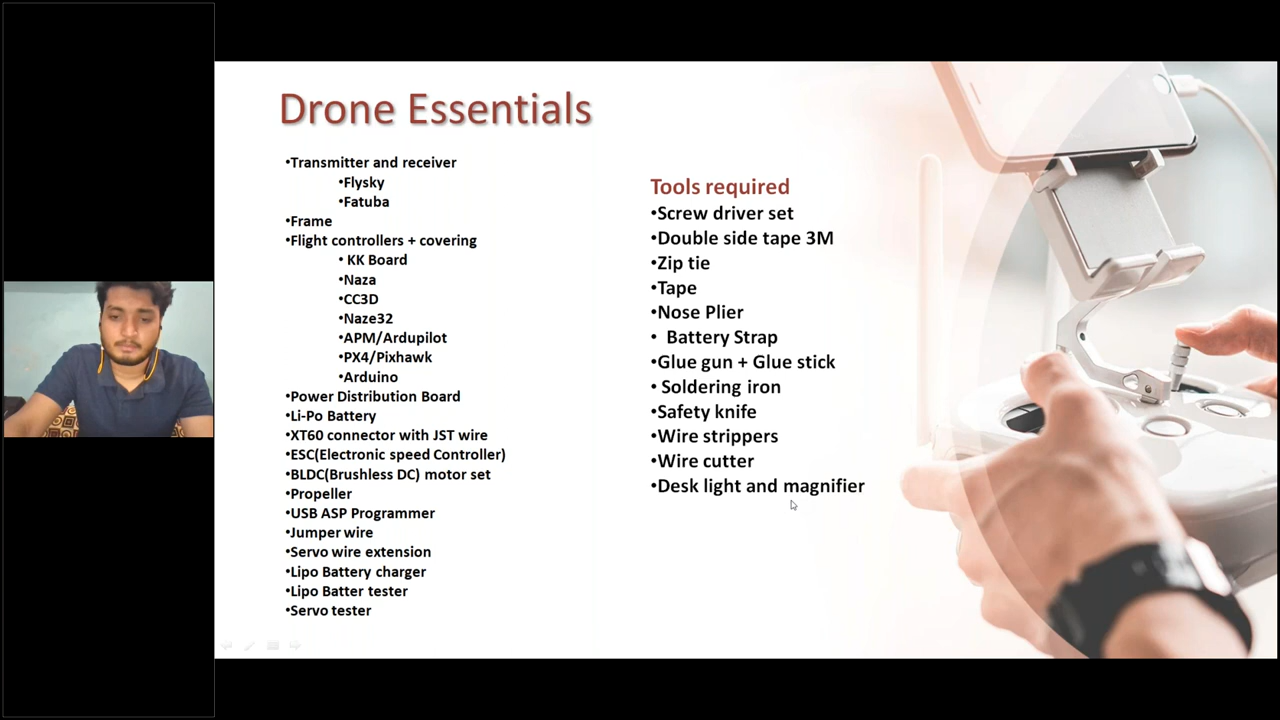 Drone Essentials
•Transmitter and receiver
•Flysky
•Fatuba
•Frame
•Flight controllers + covering
• KK Board
•Naza
•CC3D
•Naze32
•APM/Ardupilot
•PX4/Pixhawk
•Arduino
•Power Distribution Board
•Li-Po Battery
•XT60 connector with JST wire
•ESC(Electronic speed Controller)
•BLDC(Brushless DC) motor set
•Propeller
•USB ASP Programmer
•Jumper wire
•Servo wire extension
•Lipo Battery charger
•Lipo Batter tester
•Servo tester
Tools required
•Screw driver set
•Double side tape 3M
•Zip tie
•Tape
•Nose Plier
• Battery Strap
•Glue gun + Glue stick
• Soldering iron
•Safety knife
•Wire strippers
•Wire cutter
•Desk light and magnifier